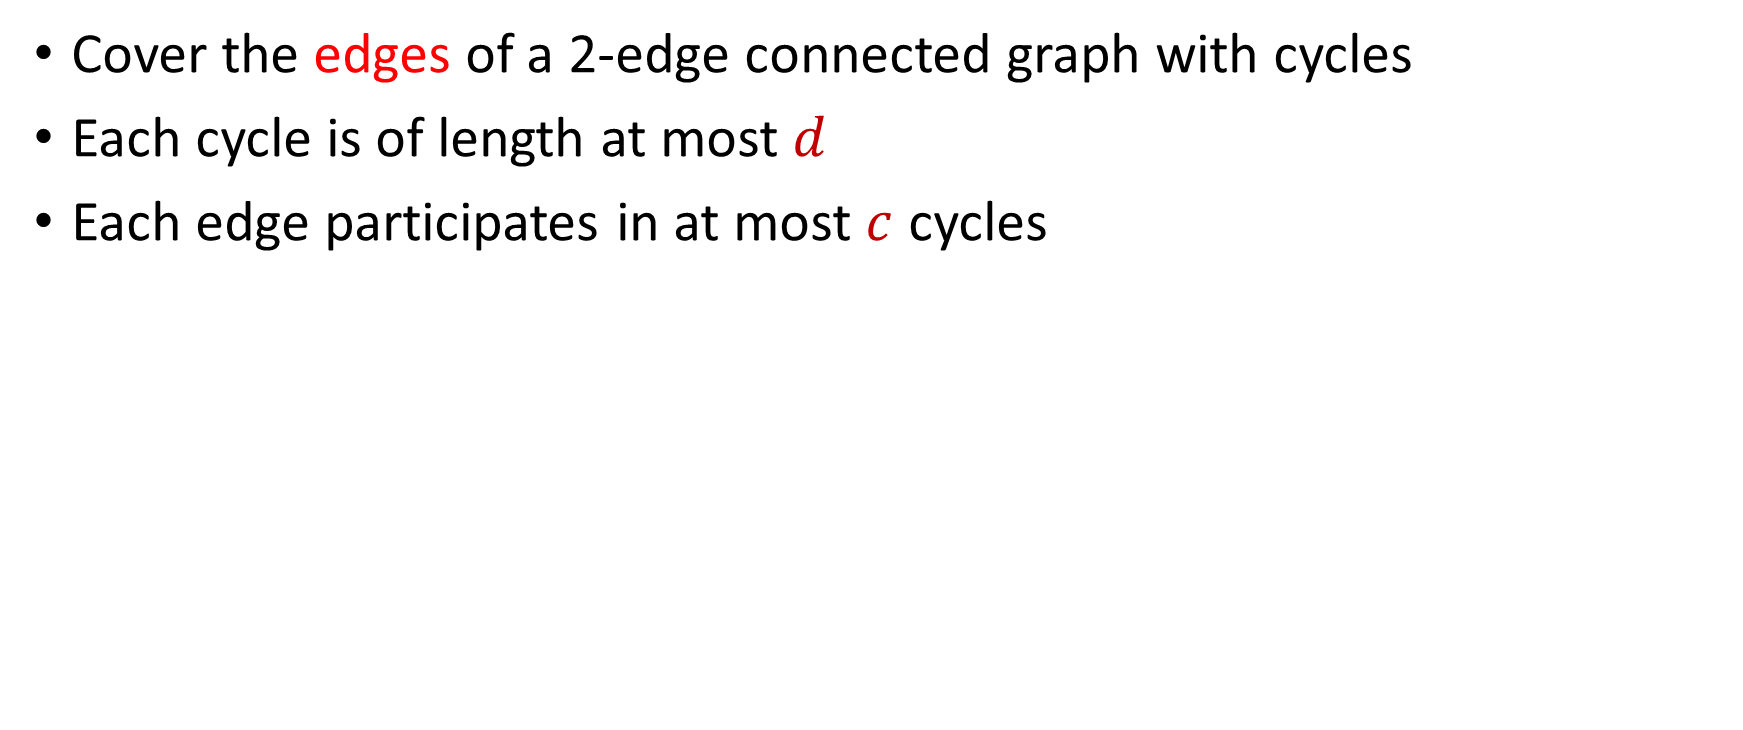 • Cover the edges of a 2-edge connected graph with cycles
• Each cycle is of length at most d
• Each edge participates in at most c cycles